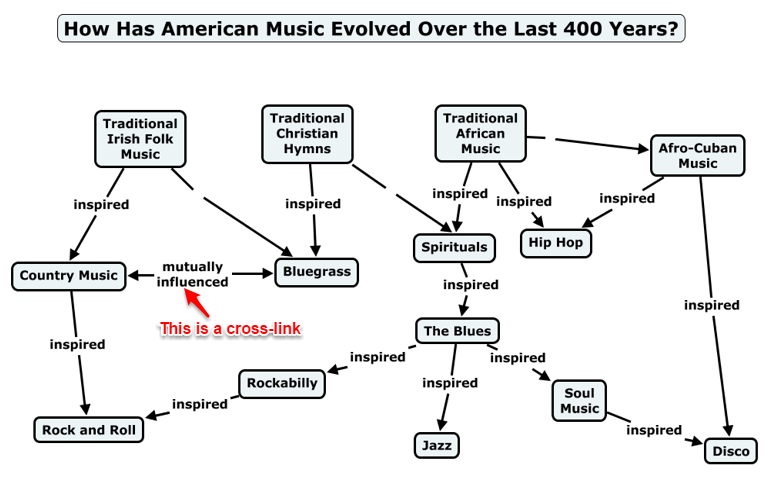 How Has American Music Evolved Over the Last 400 Years?
Traditional
Irish Folk
Music
Traditional
Christian
Hymns
Traditional
African
Music
Afro-Cuban
Music
inspired
inspired
inspired
inspired
inspired
Spirituals
Hip Hop
Country Music
mutually
influenced
Bluegrass
inspired
This is a cross-link
inspired
The Blues
inspired
inspired
inspired
inspired
Rockabilly
Soul
Music
inspired
inspired
Rock and Roll
Jazz
Disco